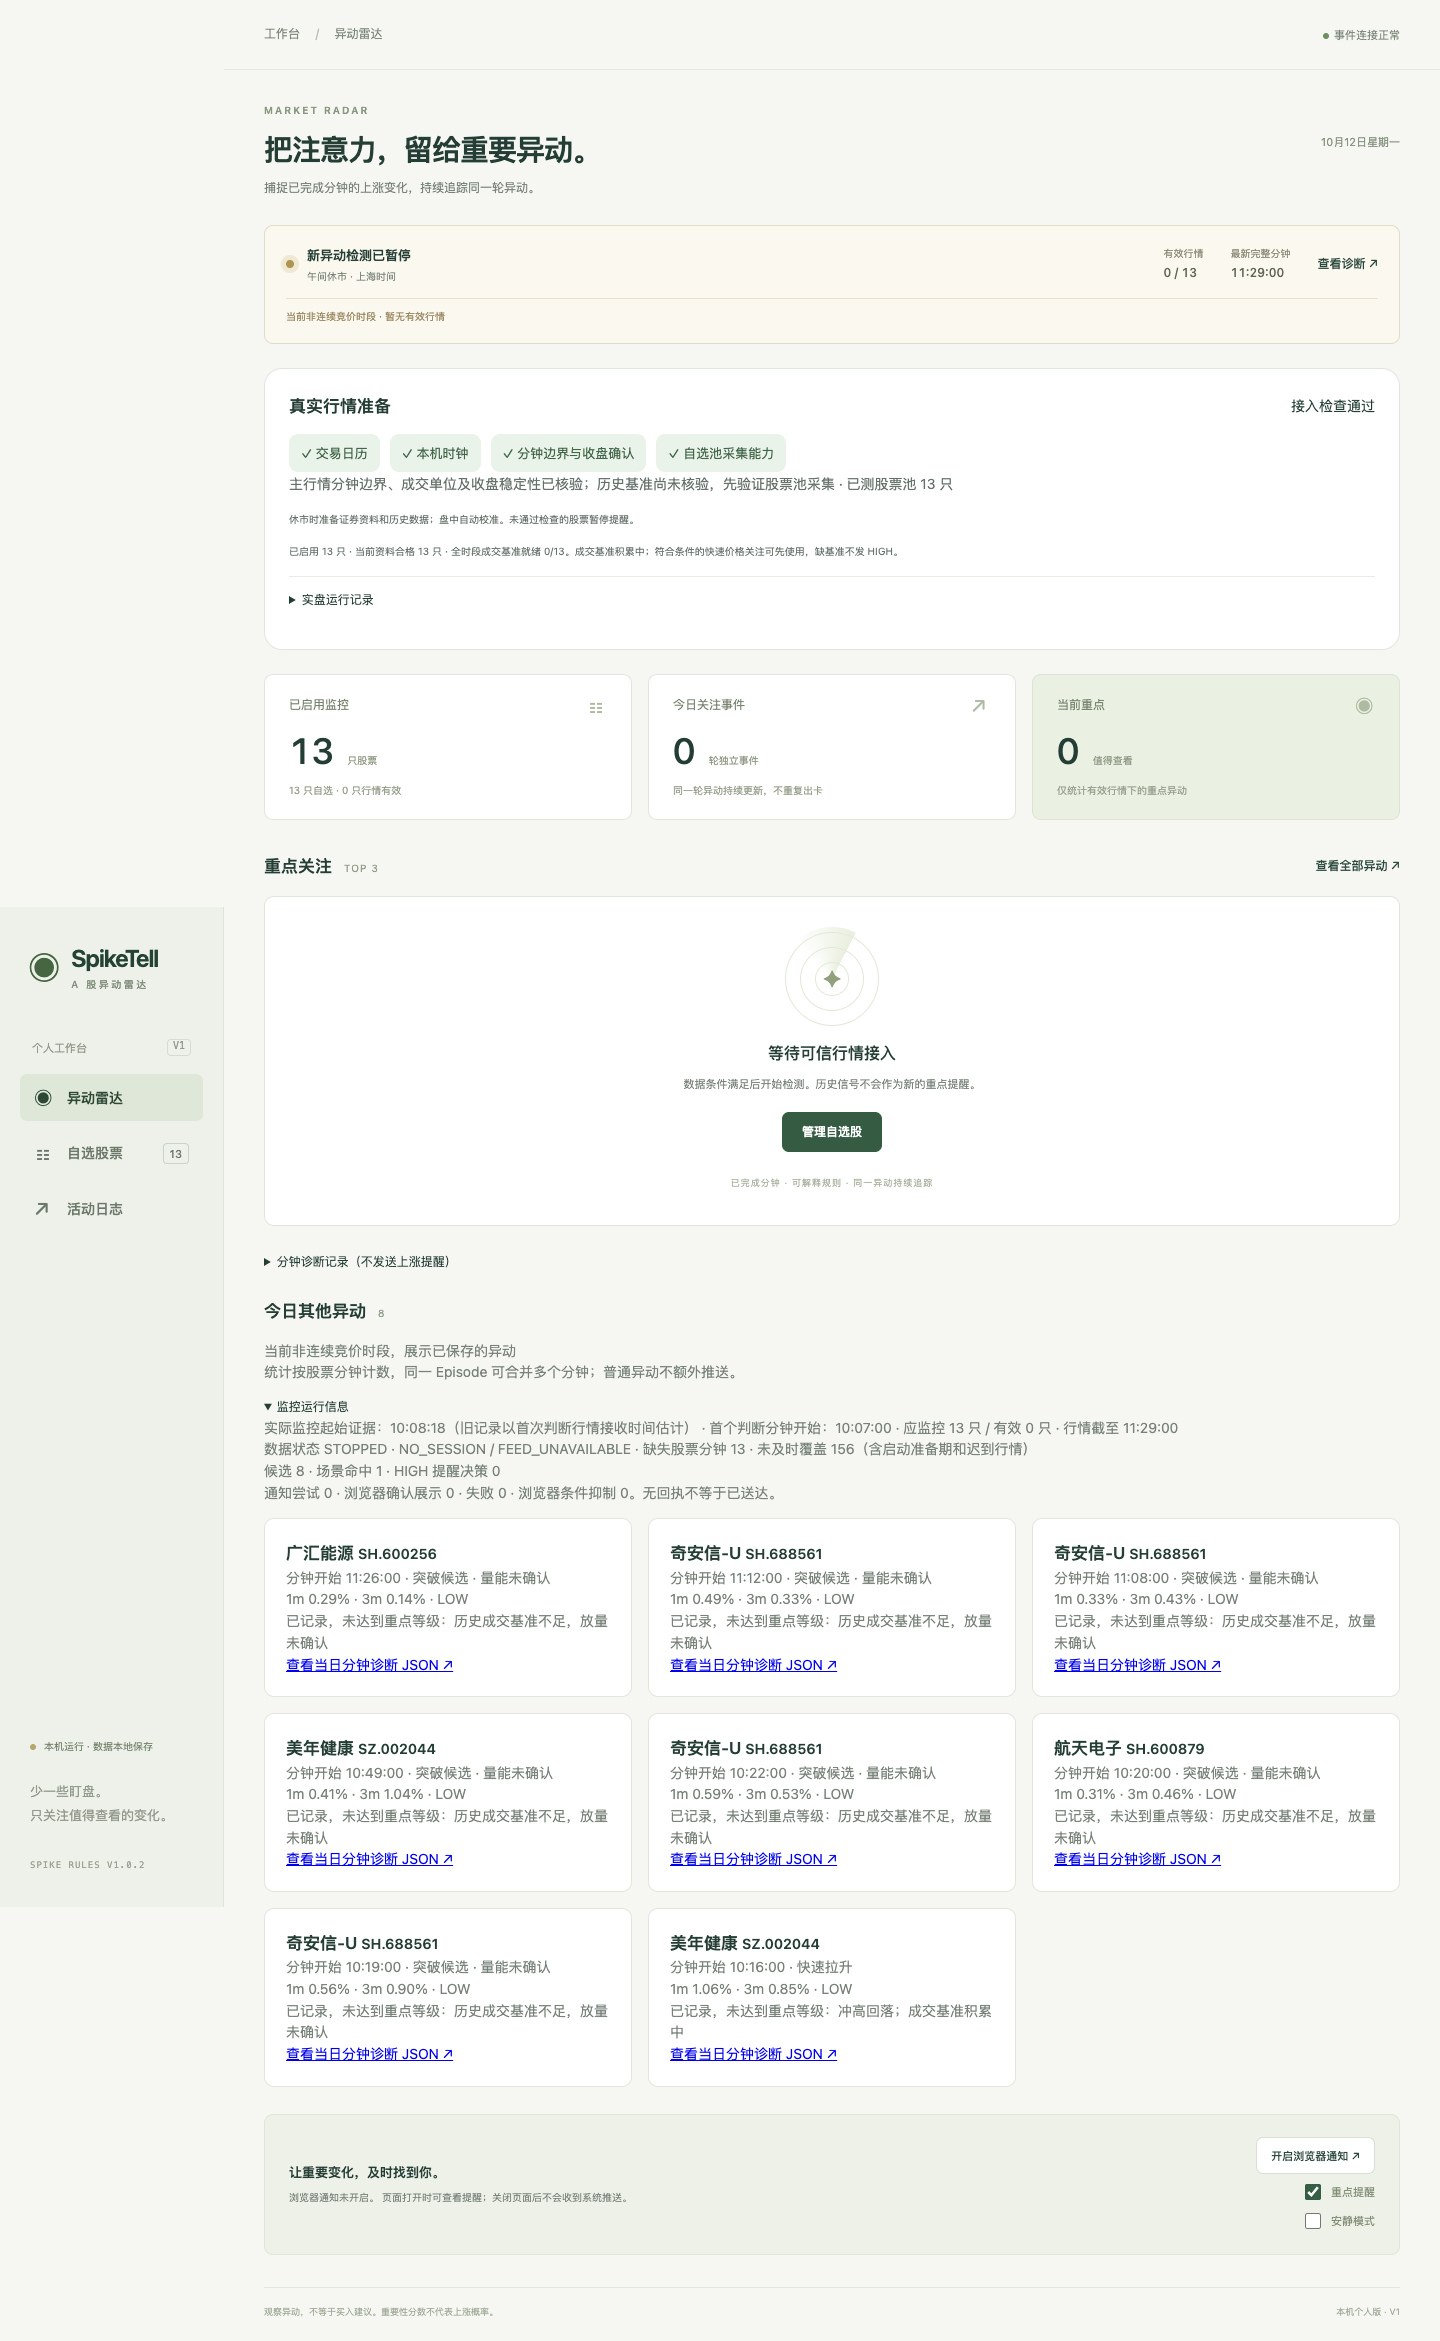 工作台 / 异动雷达
事件连接正常
MARKET RADAR
把注意力，留给重要异动。
10月12日星期一
捕捉已完成分钟的上涨变化，持续追踪同一轮异动。
新异动检测已暂停
午间休市 · 上海时间
有效行情
0 / 13
最新完整分钟
11:29:00
查看诊断 ↗
当前非连续竞价时段 · 暂无有效行情
真实行情准备
接入检查通过
✓ 交易日历
✓ 本机时钟
✓ 分钟边界与收盘确认
✓ 自选池采集能力
主行情分钟边界、成交单位及收盘稳定性已核验；历史基准尚未核验，先验证股票池采集 · 已测股票池 13 只
休市时准备证券资料和历史数据；盘中自动校准。未通过检查的股票暂停提醒。
已启用 13 只 · 当前资料合格 13 只 · 全时段成交基准就绪 0/13。成交基准积累中；符合条件的快速价格关注可先使用，缺基准不发 HIGH。
▶ 实盘运行记录
已启用监控
13 只股票
13 只自选 · 0 只行情有效
今日关注事件
0 轮独立事件
同一轮异动持续更新，不重复出卡
当前重点
0 值得查看
仅统计有效行情下的重点异动
重点关注 TOP 3
查看全部异动 ↗
等待可信行情接入
数据条件满足后开始检测。历史信号不会作为新的重点提醒。
管理自选股
已完成分钟 · 可解释规则 · 同一异动持续追踪
SpikeTell
A 股异动雷达
个人工作台 V1
异动雷达
自选股票 13
活动日志
本机运行 · 数据本地保存
少一些盯盘。
只关注值得查看的变化。
SPIKE RULES V1.0.2
▶ 分钟诊断记录（不发送上涨提醒）
今日其他异动 8
当前非连续竞价时段，展示已保存的异动
统计按股票分钟计数，同一 Episode 可合并多个分钟；普通异动不额外推送。
▼ 监控运行信息
实际监控起始证据：10:08:18（旧记录以首次判断行情接收时间估计） · 首个判断分钟开始：10:07:00 · 应监控 13 只 / 有效 0 只 · 行情截至 11:29:00
数据状态 STOPPED · NO_SESSION / FEED_UNAVAILABLE · 缺失股票分钟 13 · 未及时覆盖 156（含启动准备期和迟到行情）
候选 8 · 场景命中 1 · HIGH 提醒决策 0
通知尝试 0 · 浏览器确认展示 0 · 失败 0 · 浏览器条件抑制 0。无回执不等于已送达。
广汇能源 SH.600256
分钟开始 11:26:00 · 突破候选 · 量能未确认
1m 0.29% · 3m 0.14% · LOW
已记录，未达到重点等级：历史成交基准不足，放量
未确认
查看当日分钟诊断 JSON ↗
奇安信-U SH.688561
分钟开始 11:12:00 · 突破候选 · 量能未确认
1m 0.49% · 3m 0.33% · LOW
已记录，未达到重点等级：历史成交基准不足，放量
未确认
查看当日分钟诊断 JSON ↗
奇安信-U SH.688561
分钟开始 11:08:00 · 突破候选 · 量能未确认
1m 0.33% · 3m 0.43% · LOW
已记录，未达到重点等级：历史成交基准不足，放量
未确认
查看当日分钟诊断 JSON ↗
美年健康 SZ.002044
分钟开始 10:49:00 · 突破候选 · 量能未确认
1m 0.41% · 3m 1.04% · LOW
已记录，未达到重点等级：历史成交基准不足，放量
未确认
查看当日分钟诊断 JSON ↗
奇安信-U SH.688561
分钟开始 10:22:00 · 突破候选 · 量能未确认
1m 0.59% · 3m 0.53% · LOW
已记录，未达到重点等级：历史成交基准不足，放量
未确认
查看当日分钟诊断 JSON ↗
航天电子 SH.600879
分钟开始 10:20:00 · 突破候选 · 量能未确认
1m 0.31% · 3m 0.46% · LOW
已记录，未达到重点等级：历史成交基准不足，放量
未确认
查看当日分钟诊断 JSON ↗
奇安信-U SH.688561
分钟开始 10:19:00 · 突破候选 · 量能未确认
1m 0.56% · 3m 0.90% · LOW
已记录，未达到重点等级：历史成交基准不足，放量
未确认
查看当日分钟诊断 JSON ↗
美年健康 SZ.002044
分钟开始 10:16:00 · 快速拉升
1m 1.06% · 3m 0.85% · LOW
已记录，未达到重点等级：冲高回落；成交基准积累
中
查看当日分钟诊断 JSON ↗
让重要变化，及时找到你。
浏览器通知未开启。 页面打开时可查看提醒；关闭页面后不会收到系统推送。
开启浏览器通知 ↗
重点提醒
安静模式
观察异动，不等于买入建议。重要性分数不代表上涨概率。
本机个人版 · V1